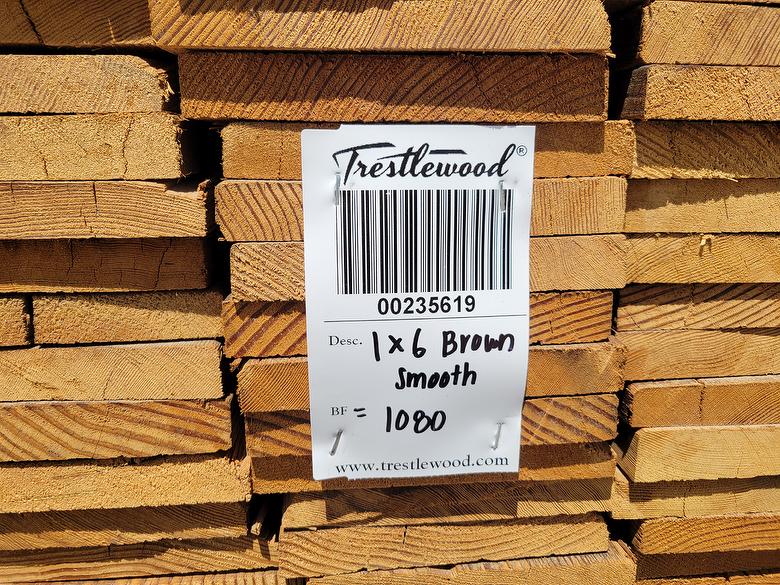 Trestlewood®
00235619
Desc. 1x6 Brown
smooth
BF = 1080
www.trestlewood.com